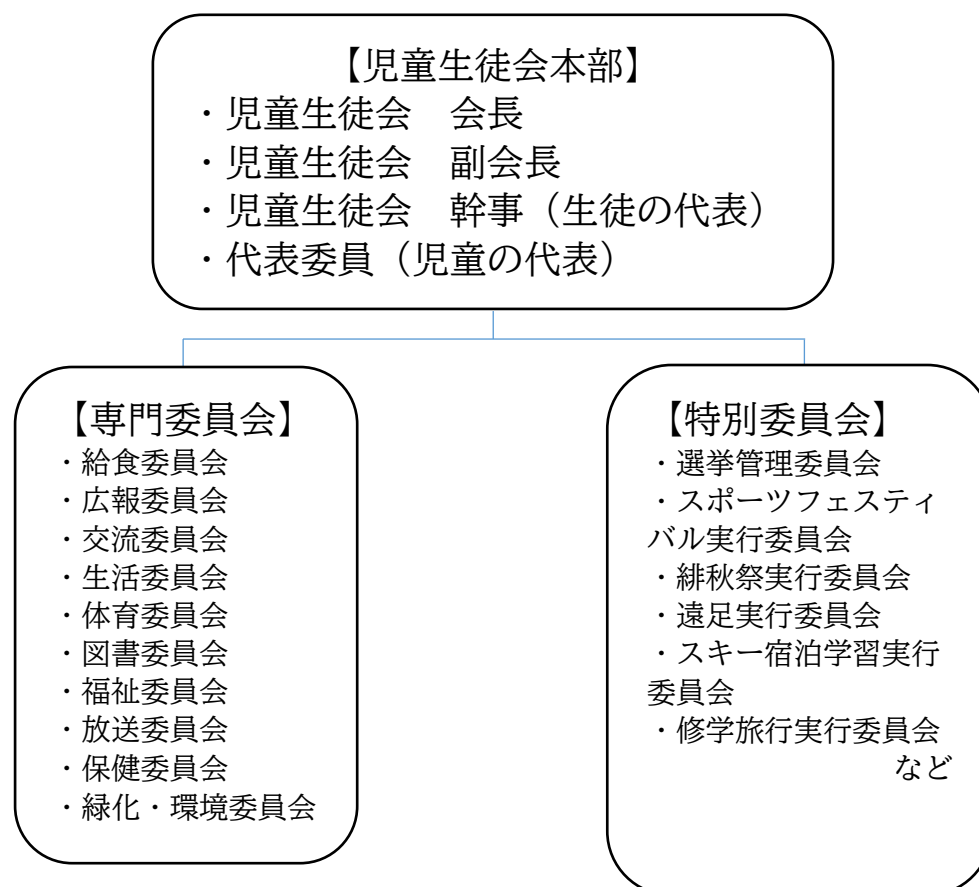 【児童生徒会本部】
・児童生徒会　会長
・児童生徒会　副会長
・児童生徒会　幹事（生徒の代表）
・代表委員（児童の代表）
【専門委員会】
・給食委員会
・広報委員会
・交流委員会
・生活委員会
・体育委員会
・図書委員会
・福祉委員会
・放送委員会
・保健委員会
・緑化・環境委員会
【特別委員会】
・選挙管理委員会
・スポーツフェスティ
バル実行委員会
・緋秋祭実行委員会
・遠足実行委員会
・スキー宿泊学習実行
委員会
・修学旅行実行委員会
など